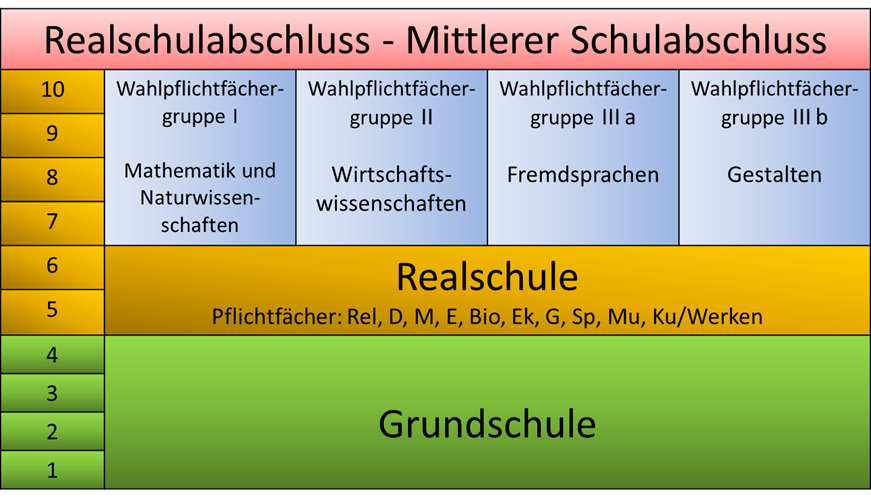 Realschulabschluss - Mittlerer Schulabschluss
10
9
8
7
Wahlpflichtfächer-
gruppe I
Mathematik und
Naturwissen-
schaften
Wahlpflichtfächer-
gruppe II
Wirtschafts-
wissenschaften
Wahlpflichtfächer-
gruppe III a
Fremdsprachen
Wahlpflichtfächer-
gruppe III b
Gestalten
6
5
Realschule
Pflichtfächer: Rel, D, M, E, Bio, Ek, G, Sp, Mu, Ku/Werken
4
3
2
1
Grundschule